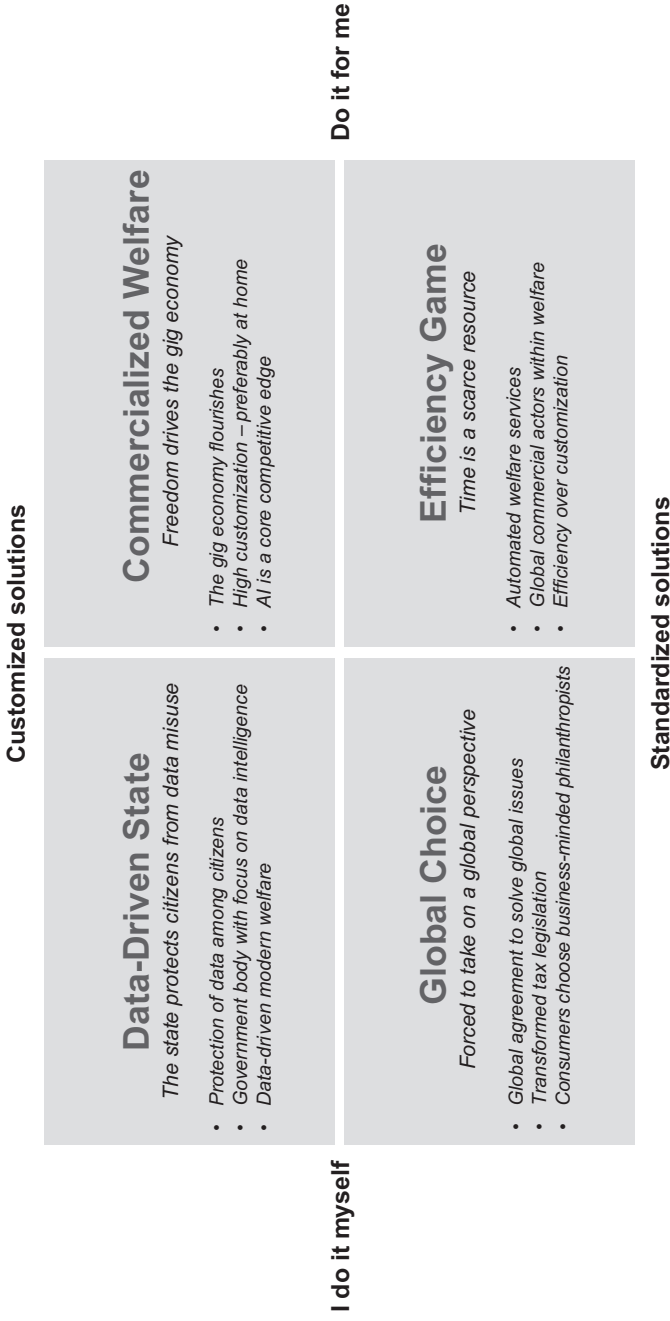 Customized solutions
I do it myself
Data-Driven State
The state protects citizens from data misuse
• Protection of data among citizens
• Government body with focus on data intelligence
• Data-driven modern welfare
Commercialized Welfare
Freedom drives the gig economy
• The gig economy flourishes
• High customization – preferably at home
• AI is a core competitive edge
Do it for me
Global Choice
Forced to take on a global perspective
• Global agreement to solve global issues
• Transformed tax legislation
• Consumers choose business-minded philanthropists
Efficiency Game
Time is a scarce resource
• Automated welfare services
• Global commercial actors within welfare
• Efficiency over customization
Standardized solutions